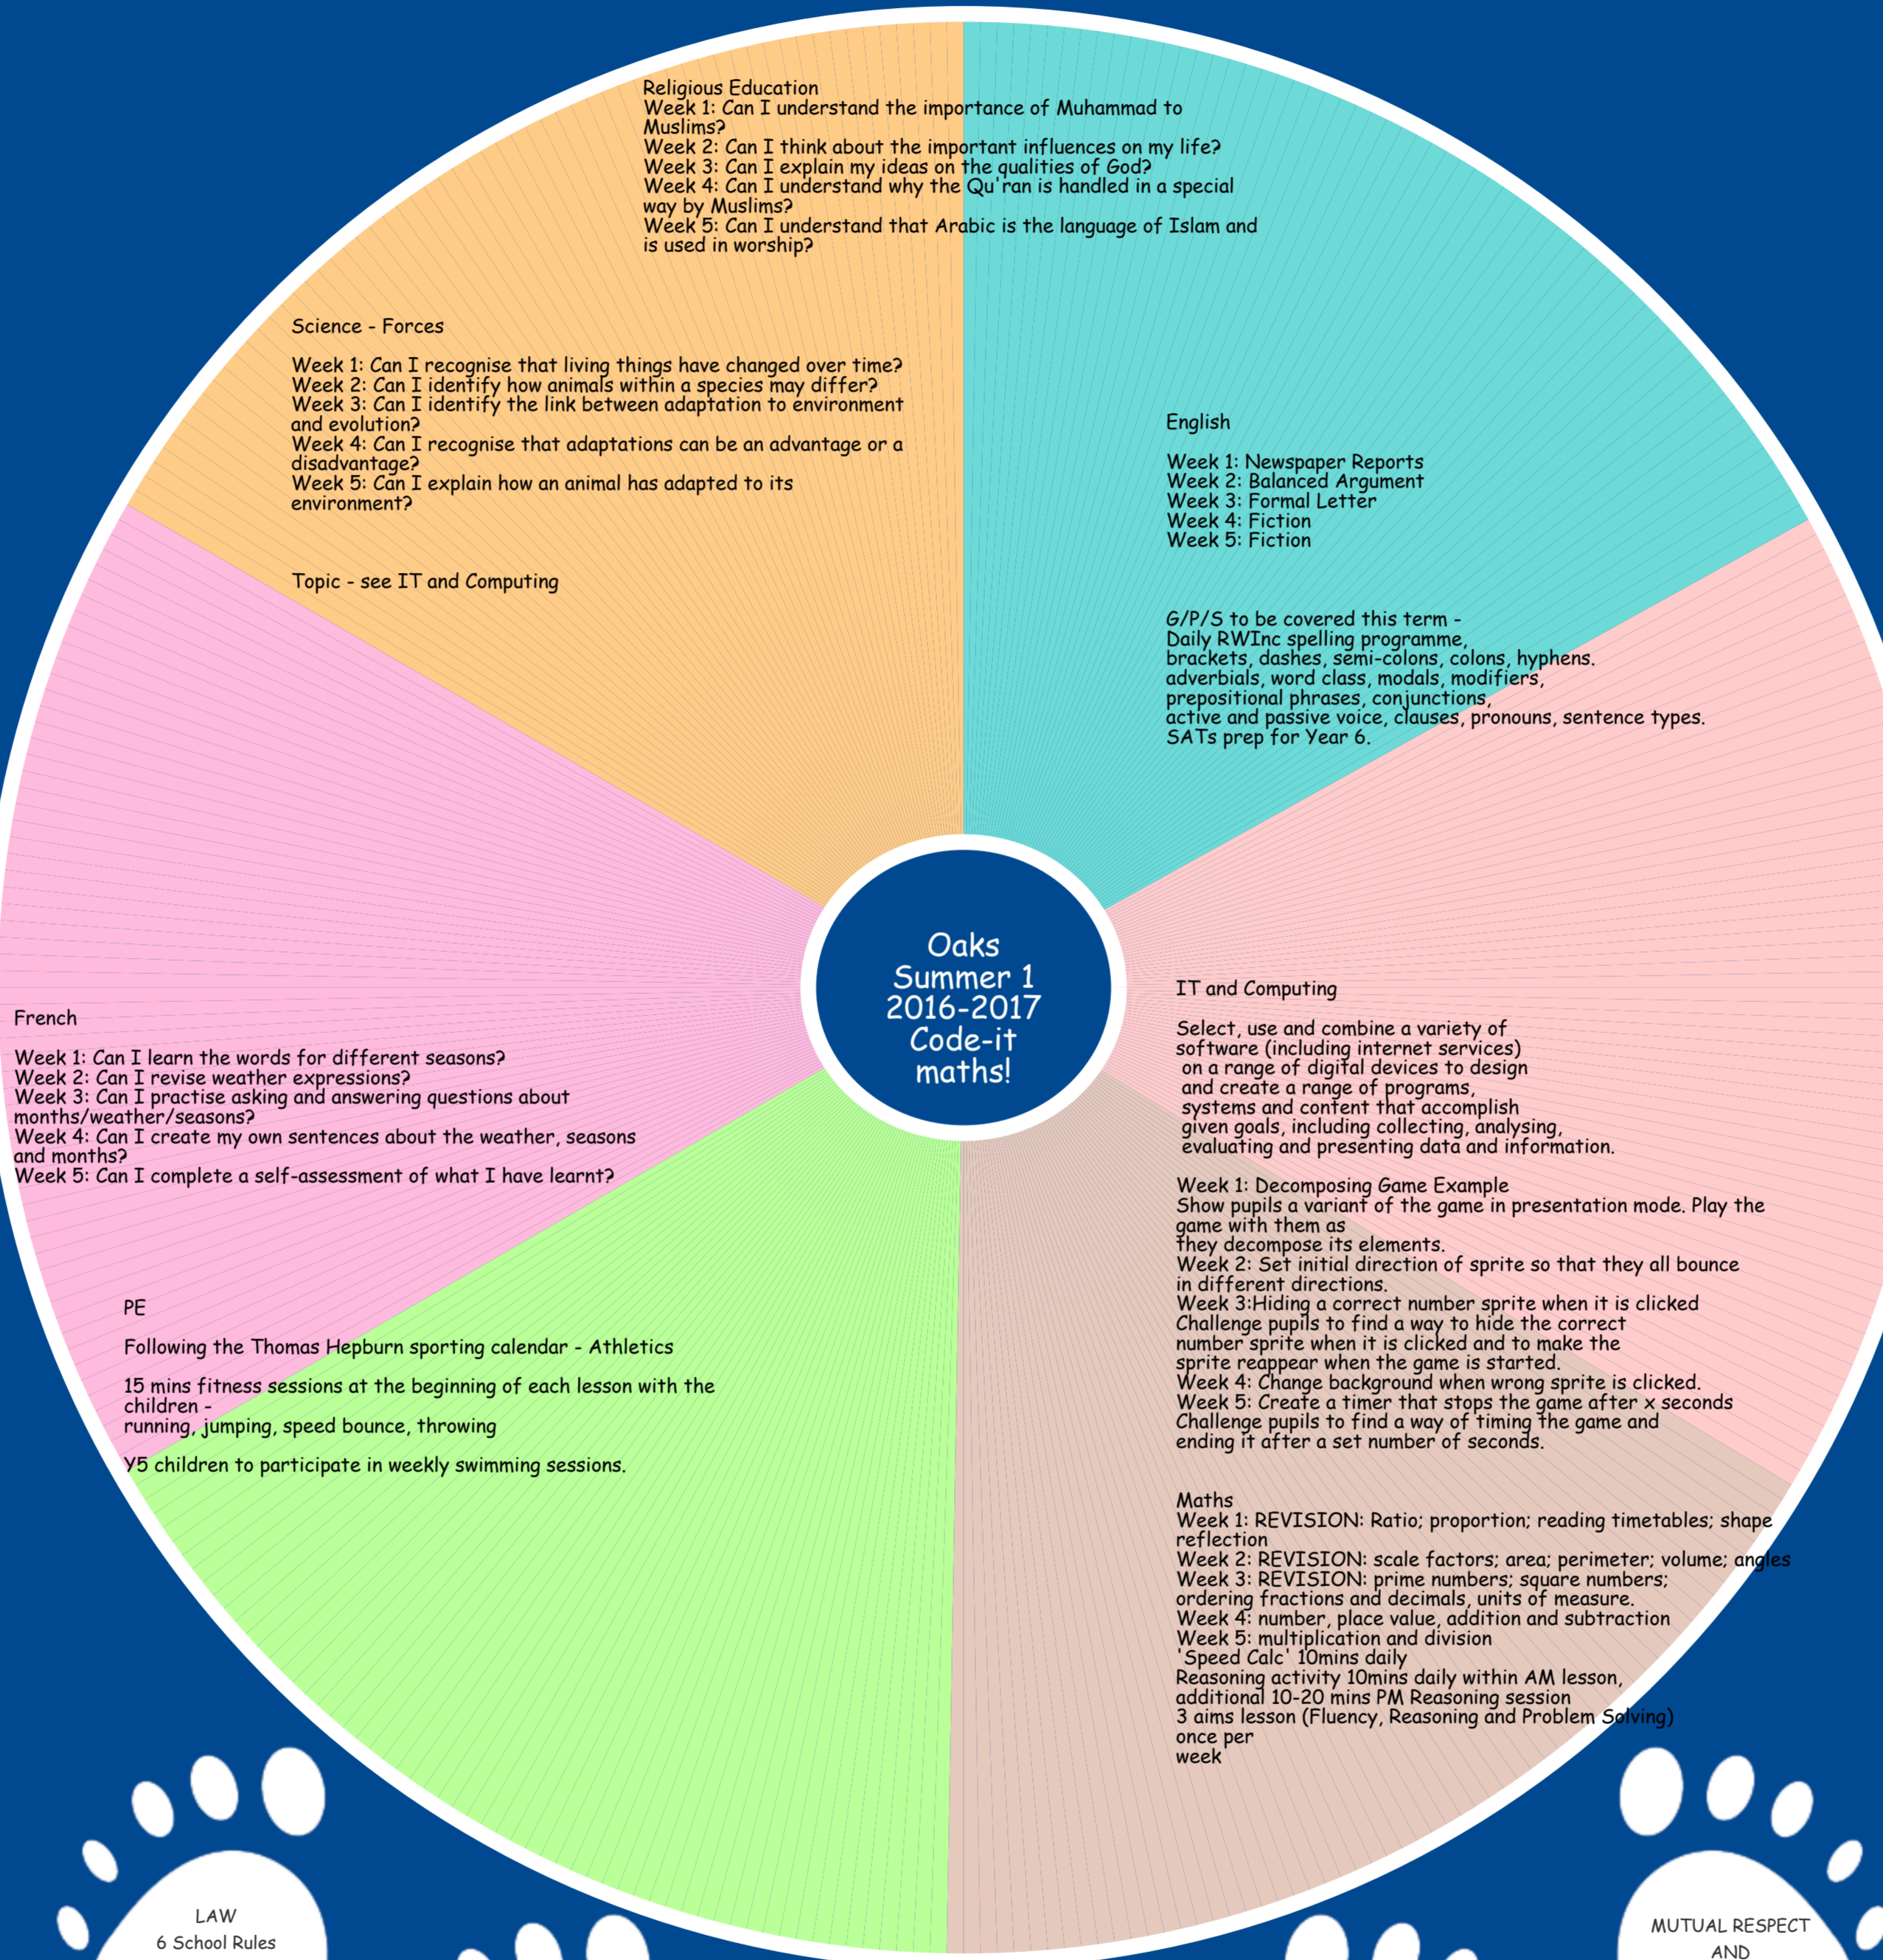 Religious Education
Week 1: Can I understand the importance of Muhammad to
Muslims?
Week 2: Can I think about the important influences on my life?
Week 3: Can I explain my ideas on the qualities of God?
Week 4: Can I understand why the Qu'ran is handled in a special
way by Muslims?
Week 5: Can I understand that Arabic is the language of Islam and
is used in worship?
Science - Forces
Week 1: Can I recognise that living things have changed over time?
Week 2: Can I identify how animals within a species may differ?
Week 3: Can I identify the link between adaptation to environment
and evolution?
Week 4: Can I recognise that adaptations can be an advantage or a
disadvantage?
Week 5: Can I explain how an animal has adapted to its
environment?
Topic - see IT and Computing
English
Week 1: Newspaper Reports
Week 2: Balanced Argument
Week 3: Formal Letter
Week 4: Fiction
Week 5: Fiction
G/P/S to be covered this term -
Daily RWInc spelling programme,
brackets, dashes, semi-colons, colons, hyphens.
adverbials, word class, modals, modifiers,
prepositional phrases, conjunctions,
active and passive voice, clauses, pronouns, sentence types.
SATs prep for Year 6.
Oaks
Summer 1
2016-2017
Code-it
maths!
French
Week 1: Can I learn the words for different seasons?
Week 2: Can I revise weather expressions?
Week 3: Can I practise asking and answering questions about
months/weather/seasons?
Week 4: Can I create my own sentences about the weather, seasons
and months?
Week 5: Can I complete a self-assessment of what I have learnt?
PE
Following the Thomas Hepburn sporting calendar - Athletics
15 mins fitness sessions at the beginning of each lesson with the
children -
running, jumping, speed bounce, throwing
Y5 children to participate in weekly swimming sessions.
IT and Computing
Select, use and combine a variety of
software (including internet services)
on a range of digital devices to design
and create a range of programs,
systems and content that accomplish
given goals, including collecting, analysing,
evaluating and presenting data and information.
Week 1: Decomposing Game Example
Show pupils a variant of the game in presentation mode. Play the
game with them as
they decompose its elements.
Week 2: Set initial direction of sprite so that they all bounce
in different directions.
Week 3:Hiding a correct number sprite when it is clicked
Challenge pupils to find a way to hide the correct
number sprite when it is clicked and to make the
sprite reappear when the game is started.
Week 4: Change background when wrong sprite is clicked.
Week 5: Create a timer that stops the game after x seconds
Challenge pupils to find a way of timing the game and
ending it after a set number of seconds.
Maths
Week 1: REVISION: Ratio; proportion; reading timetables; shape
reflection
Week 2: REVISION: scale factors; area; perimeter; volume; angles
Week 3: REVISION: prime numbers; square numbers;
ordering fractions and decimals, units of measure.
Week 4: number, place value, addition and subtraction
Week 5: multiplication and division
'Speed Calc' 10mins daily
Reasoning activity 10mins daily within AM lesson,
additional 10-20 mins PM Reasoning session
3 aims lesson (Fluency, Reasoning and Problem Solving)
once per
week
LAW
6 School Rules
MUTUAL RESPECT
AND